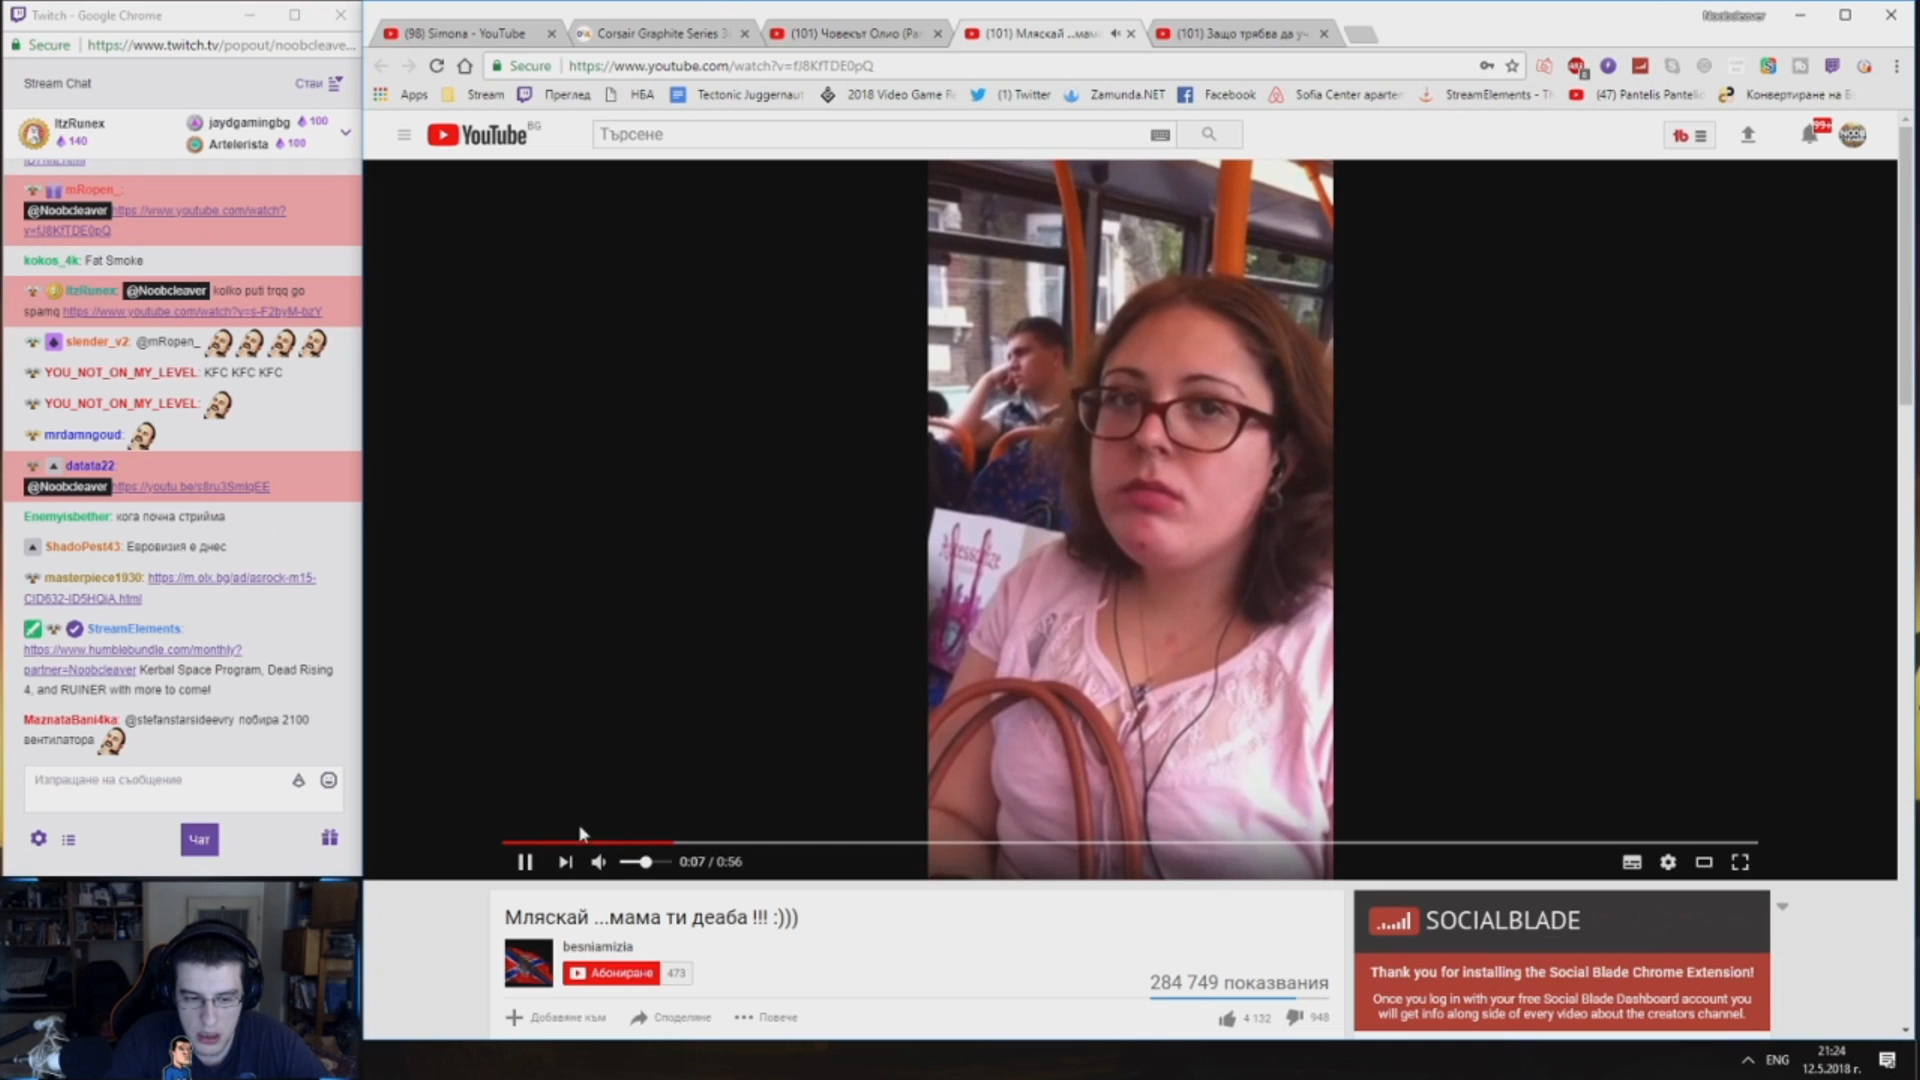 Twitch - Google Chrome
Secure https://www.twitch.tv/popout/noobcleave...
Stream Chat
Стаи
ItzRunex
140
jaydgamingbg 100
Artelerista 100
mRopen_:
@Noobcleaver https://www.youtube.com/watch?
v=fJ8KfTDE0pQ
kokos_4k: Fat Smoke
ItzRunex: @Noobcleaver kolko puti trqq go
spamq https://www.youtube.com/watch?v=s-F2byM-bzY
slender_v2: @mRopen_
YOU_NOT_ON_MY_LEVEL: KFC KFC KFC
YOU_NOT_ON_MY_LEVEL:
mrdamngoud:
datata22:
@Noobcleaver https://youtu.be/s8ru3SmlqEE
Enemyisbether: кога почна стрийма
ShadoPest43: Евровизия е днес
masterpiece1930: https://m.olx.bg/ad/asrock-m15-
CID632-ID5HQiA.html
StreamElements:
https://www.humblebundle.com/monthly?
partner=Noobcleaver Kerbal Space Program, Dead Rising
4, and RUINER with more to come!
MaznataBani4ka: @stefanstarsideevry побира 2100
вентилатора
Изпращане на съобщение
Чат
(98) Simona - YouTube
Corsair Graphite Series 3
(101) Човекът Олио (Par
(101) Мляскай ...мам
(101) Защо трябва да уч
Noobcleaver
Secure https://www.youtube.com/watch?v=fJ8KfTDE0pQ
Apps
Stream
Преглед
НБА
Tectonic Juggernaut
2018 Video Game Re
(1) Twitter
Zamunda.NET
Facebook
Sofia Center apartem
StreamElements - Th
(47) Pantelis Pantelid
Конвертиране на Б
YouTube BG
Търсене
99+
0:07 / 0:56
Мляскай ...мама ти деаба !!! :)))
besniamizia
Абониране 473
284 749 показвания
Добавяне към
Споделяне
Повече
4 132
948
SOCIALBLADE
Thank you for installing the Social Blade Chrome Extension!
Once you log in with your free Social Blade Dashboard account you
will get info along side of every video about the creators channel.
ENG
21:24
12.5.2018 г.